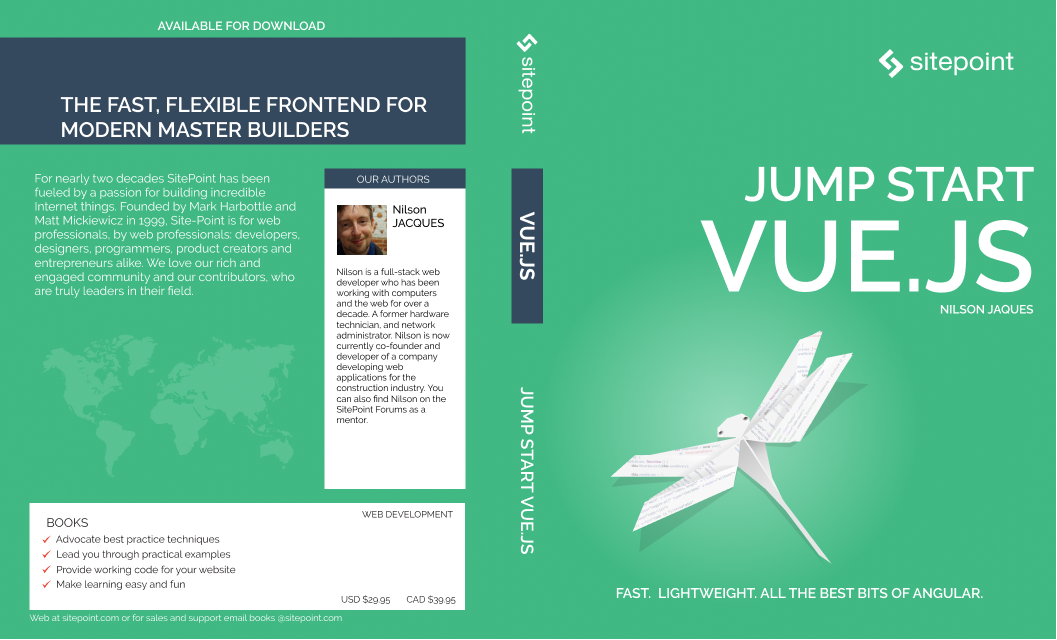 AVAILABLE FOR DOWNLOAD
THE FAST, FLEXIBLE FRONTEND FOR
MODERN MASTER BUILDERS
For nearly two decades SitePoint has been
fueled by a passion for building incredible
Internet things. Founded by Mark Harbottle and
Matt Mickiewicz in 1999, Site-Point is for web
professionals, by web professionals: developers,
designers, programmers, product creators and
entrepreneurs alike. We love our rich and
engaged community and our contributors, who
are truly leaders in their field.
OUR AUTHORS
Nilson
JACQUES
Nilson is a full-stack web
developer who has been
working with computers
and the web for over a
decade. A former hardware
technician, and network
administrator. Nilson is now
currently co-founder and
developer of a company
developing web
applications for the
construction industry. You
can also find Nilson on the
SitePoint Forums as a
mentor.
WEB DEVELOPMENT
BOOKS
Advocate best practice techniques
Lead you through practical examples
Provide working code for your website
Make learning easy and fun
USD $29.95 CAD $39.95
Web at sitepoint.com or for sales and support email books @sitepoint.com
sitepoint
VUE.JS
JUMP START VUE.JS
sitepoint
JUMP START
VUE.JS
NILSON JAQUES
FAST. LIGHTWEIGHT. ALL THE BEST BITS OF ANGULAR.